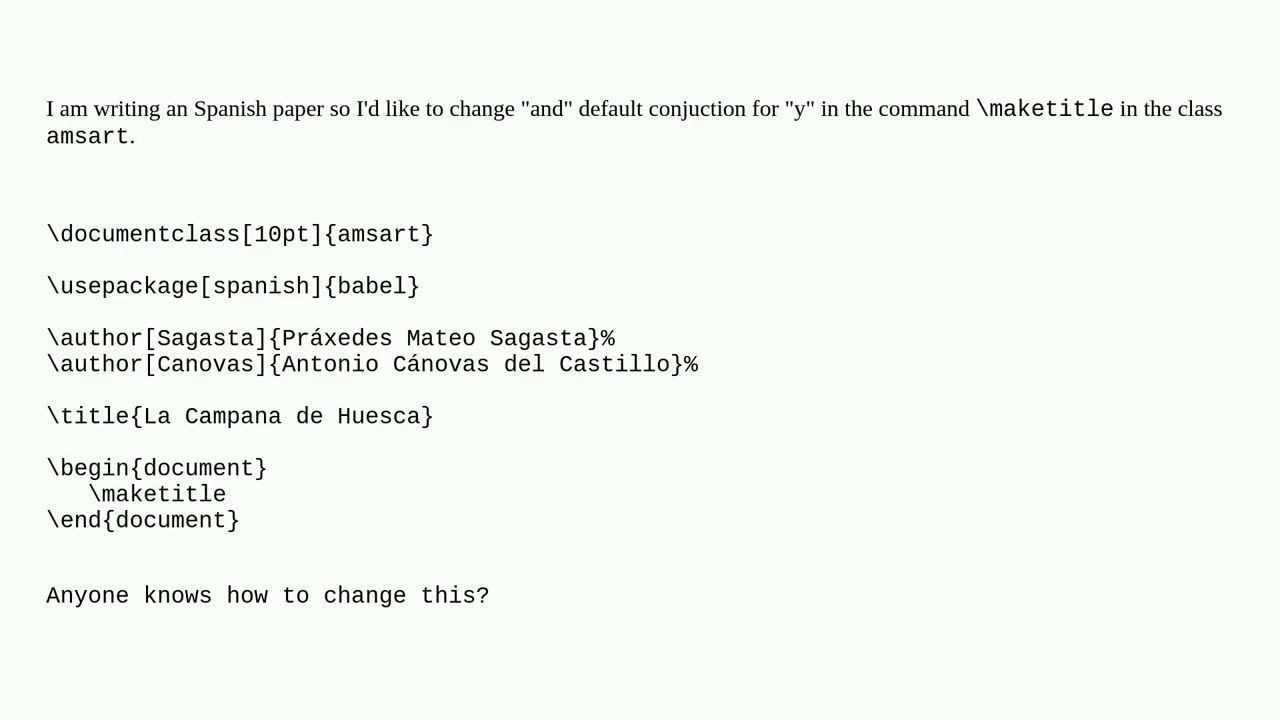 I am writing an Spanish paper so I'd like to change "and" default conjuction for "y" in the command \maketitle in the class
amsart.
\documentclass[10pt]{amsart}
\usepackage[spanish]{babel}
\author[Sagasta]{Práxedes Mateo Sagasta}%
\author[Canovas]{Antonio Cánovas del Castillo}%
\title{La Campana de Huesca}
\begin{document}
   \maketitle
\end{document}
Anyone knows how to change this?